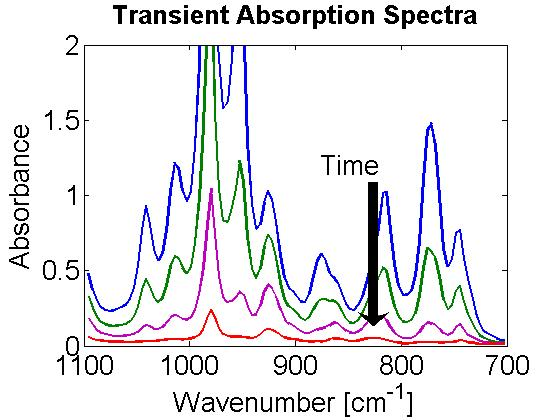 Transient Absorption Spectra
2
1.5
1
0.5
0
Absorbance
Time
1100 1000 900 800 700
Wavenumber [cm-1]